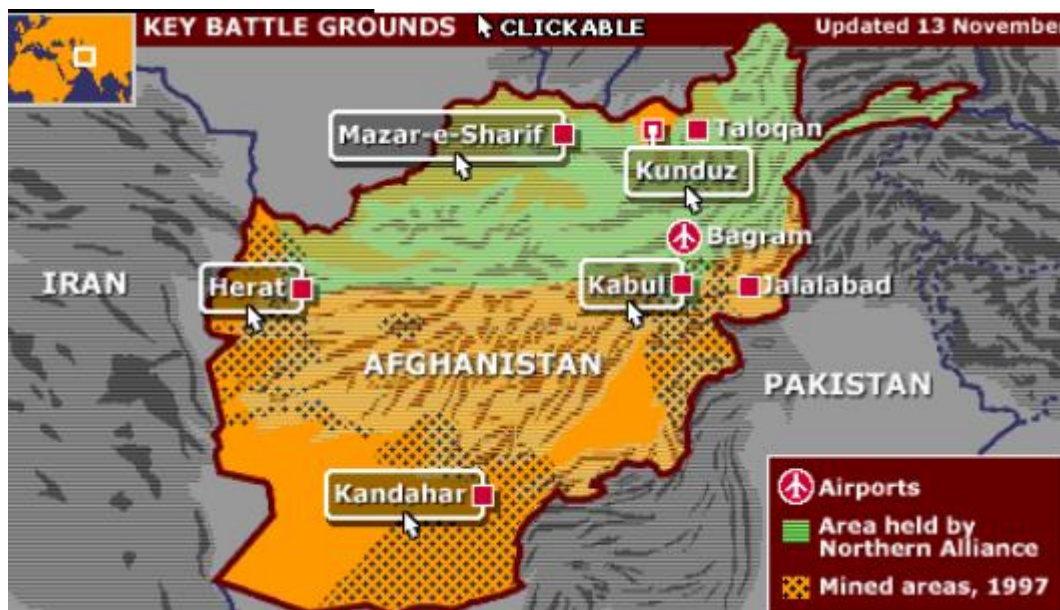 KEY BATTLE GROUNDS CLICKABLE Updated 13 November
Mazar-e-Sharif
Taloqan
Kunduz
Bagram
IRAN
Herat
Kabul
Jalalabad
AFGHANISTAN
PAKISTAN
Kandahar
Airports
Area held by
Northern Alliance
Mined areas, 1997